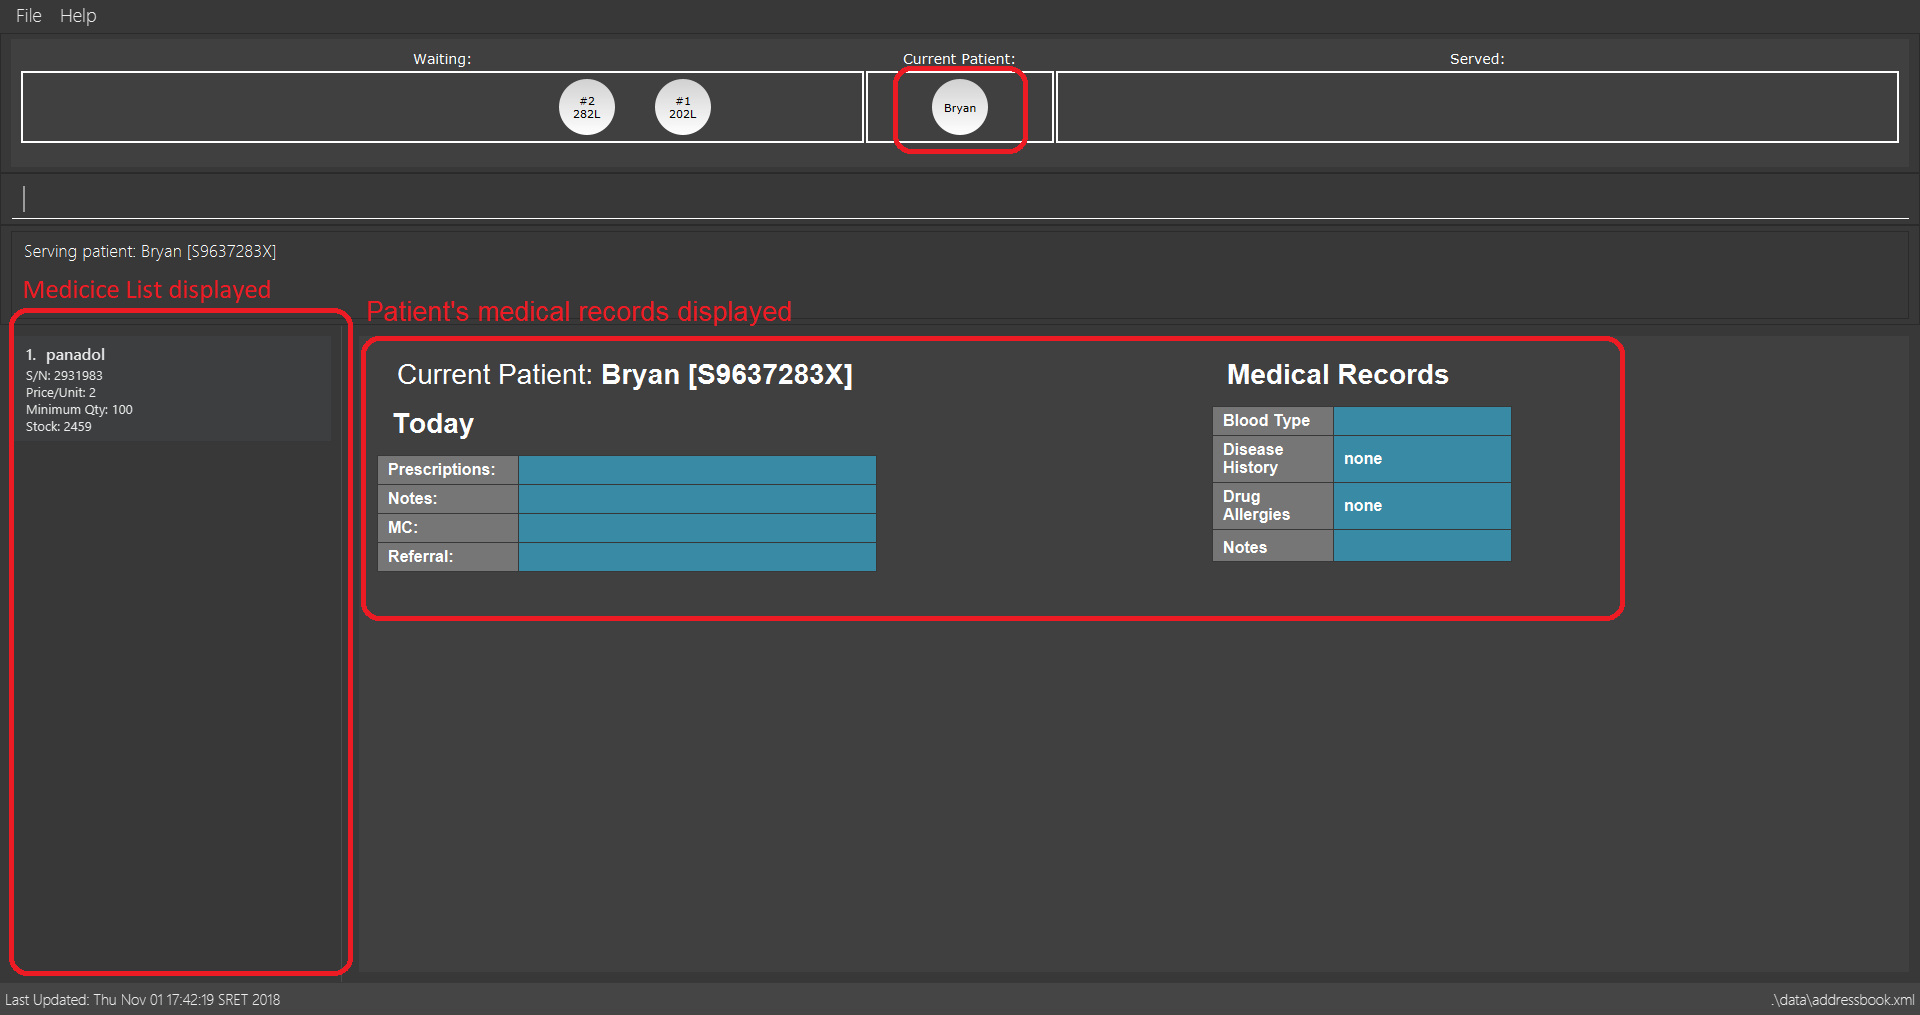 File Help
Waiting: Current Patient: Served:
#2
282L
#1
202L
Bryan
Serving patient: Bryan [S9637283X]
Medicice List displayed
Patient's medical records displayed
1. panadol
S/N: 2931983
Price/Unit: 2
Minimum Qty: 100
Stock: 2459
Current Patient: Bryan [S9637283X]
Today
Prescriptions:
Notes:
MC:
Referral:
Medical Records
Blood Type
Disease
History
none
Drug
Allergies
none
Notes
Last Updated: Thu Nov 01 17:42:19 SRET 2018
.\data\addressbook.xml